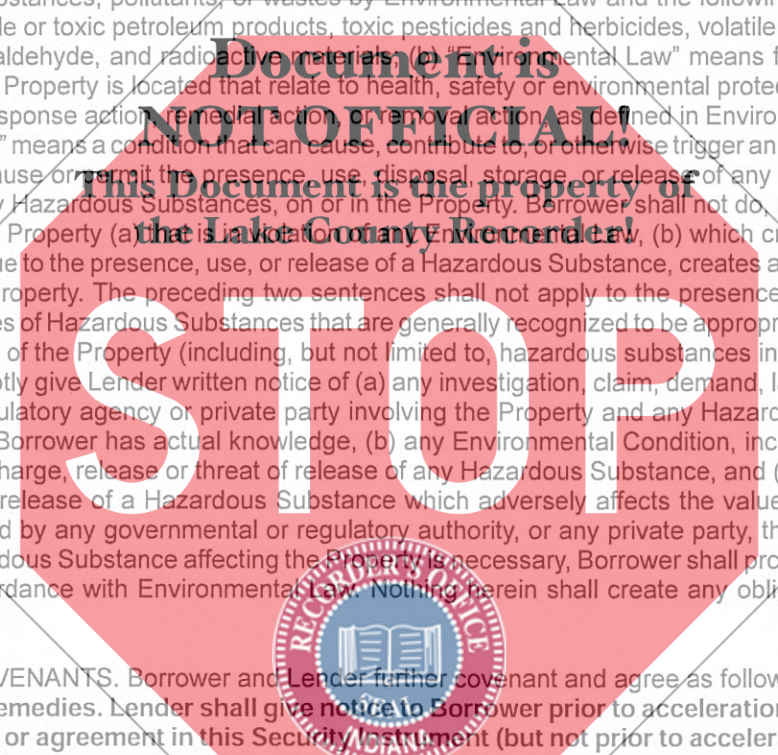 stances, pollutants, or wastes by Environmental Law and the followin
le or toxic petroleum products, toxic pesticides and herbicides, volatile
aldehyde, and radioactive materials; (b) "Environmental Law" means f
Property is located that relate to health, safety or environmental protec
sponse action, remedial action, or removal action, as defined in Enviro
" means a condition that can cause, contribute to, or otherwise trigger an
use or permit the presence, use, disposal, storage, or release of any
y Hazardous Substances, on or in the Property. Borrower shall not do,
Property (a) that is in violation of any Environmental Law, (b) which cr
ue to the presence, use, or release of a Hazardous Substance, creates a
roperty. The preceding two sentences shall not apply to the presence
es of Hazardous Substances that are generally recognized to be appropr
of the Property (including, but not limited to, hazardous substances in
ptly give Lender written notice of (a) any investigation, claim, demand, la
ulatory agency or private party involving the Property and any Hazard
Borrower has actual knowledge, (b) any Environmental Condition, inc
charge, release or threat of release of any Hazardous Substance, and (
release of a Hazardous Substance which adversely affects the value
d by any governmental or regulatory authority, or any private party, th
dous Substance affecting the Property is necessary, Borrower shall pro
rdance with Environmental Law. Nothing herein shall create any obli
VENANTS. Borrower and Lender further covenant and agree as follow
emedies. Lender shall give notice to Borrower prior to acceleration
or agreement in this Security Instrument (but not prior to acceler
Document is
NOT OFFICIAL!
This Document is the property of
the Lake County Recorder!
STOP
RECORDER'S OFFICE
SEAL
INDIANA